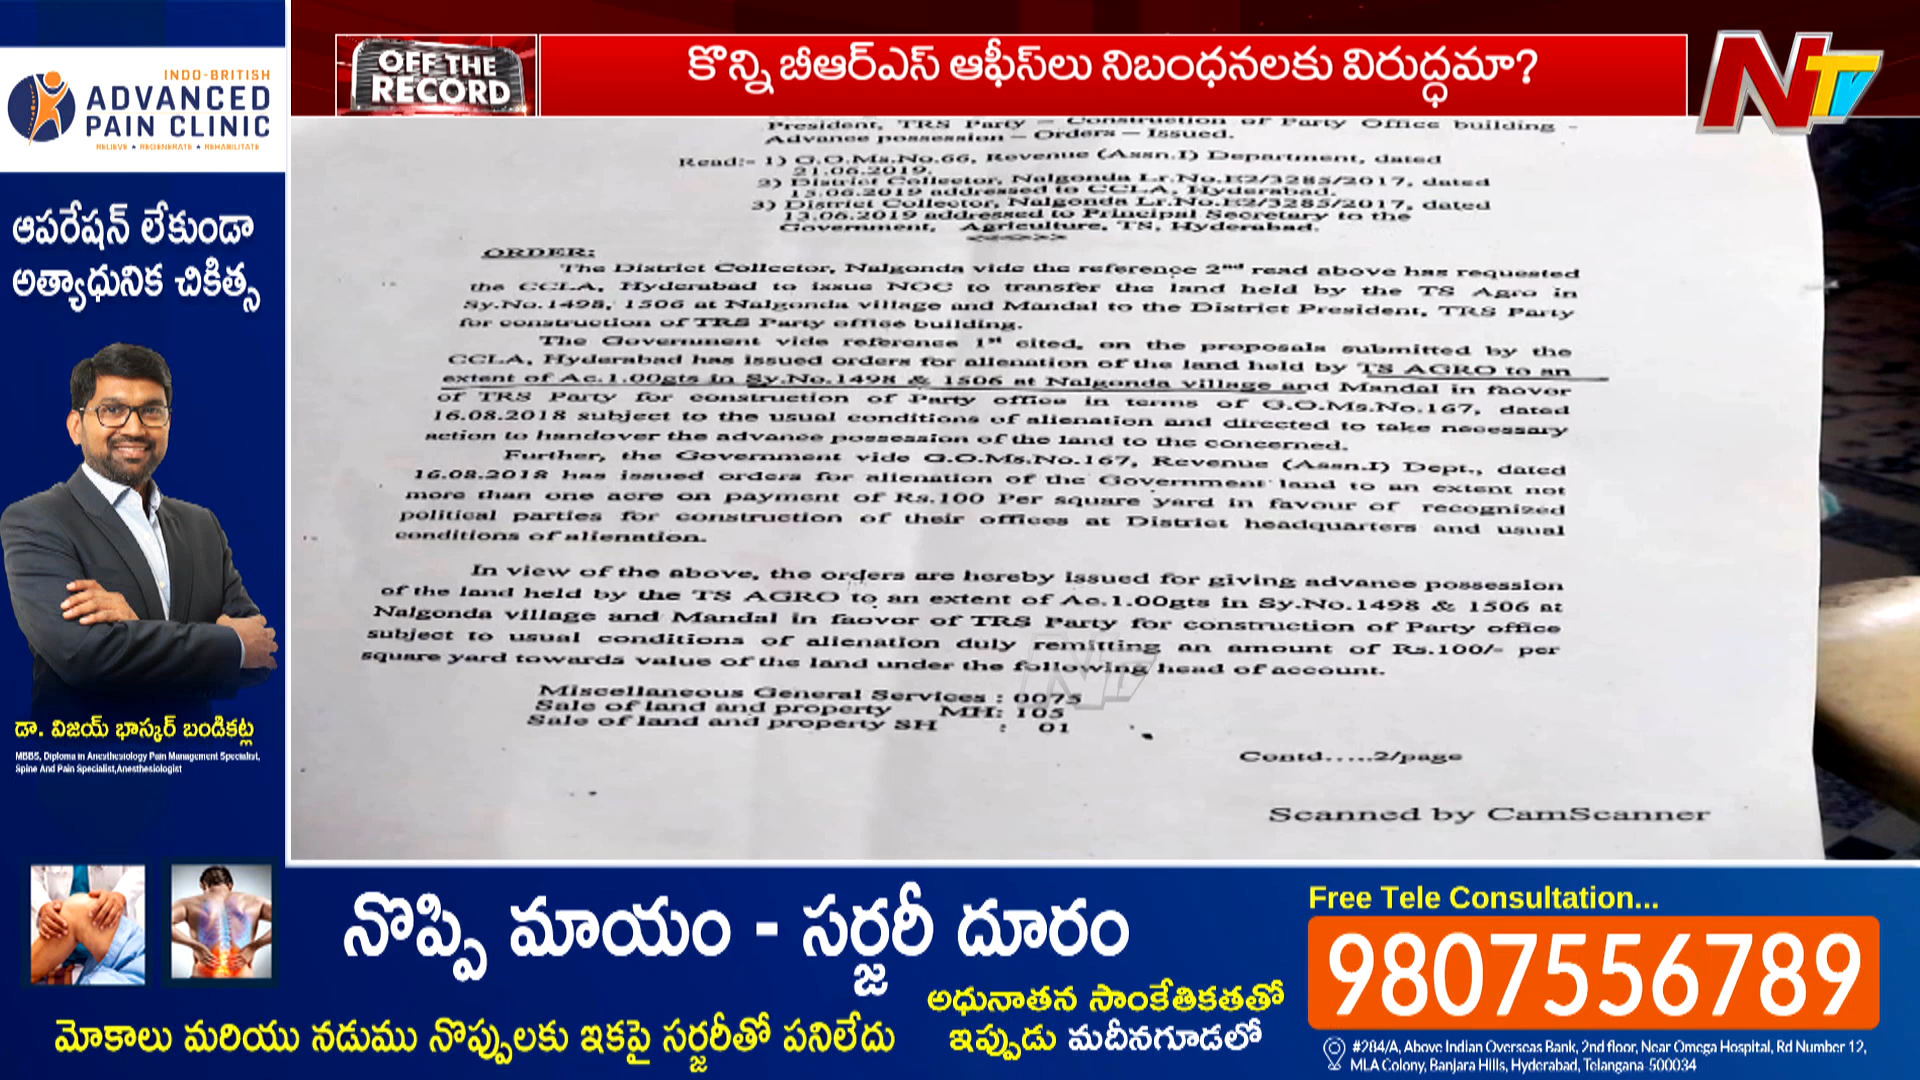 OFF THE
RECORD
కొన్ని బీఆర్ఎస్ ఆఫీస్‌లు నిబంధనలకు విరుద్ధమా?
NTV
INDO-BRITISH
ADVANCED
PAIN CLINIC
RELIEVE ★ REGENERATE ★ REHABILITATE
ఆపరేషన్ లేకుండా
అత్యాధునిక చికిత్స
డా. విజయ్ భాస్కర్ బండికట్ల
MBBS, Diploma in Anesthesiology Pain Management Specialist,
Spine And Pain Specialist,Anesthesiologist
President, TRS Party – Construction of Party Office building –
Advance possession – Orders – Issued.
Read:- 1) G.O.Ms.No.66, Revenue (Assn.I) Department, dated
21.06.2019.
2) District Collector, Nalgonda Lr.No.E2/3285/2017, dated
15.06.2019 addressed to CCLA, Hyderabad.
3) District Collector, Nalgonda Lr.No.E2/3285/2017, dated
13.06.2019 addressed to Principal Secretary to the
Government, Agriculture, TS, Hyderabad.
ORDER:
The District Collector, Nalgonda vide the reference 2nd read above has requested
the CCLA, Hyderabad to issue NOC to transfer the land held by the TS Agro in
Sy.No.1498, 1506 at Nalgonda village and Mandal to the District President, TRS Party
for construction of TRS Party office building.
The Government vide reference 1st cited, on the proposals submitted by the
CCLA, Hyderabad has issued orders for alienation of the land held by TS AGRO to an
extent of Ac.1.00gts in Sy.No.1498 & 1506 at Nalgonda village and Mandal in faovor
of TRS Party for construction of Party office in terms of G.O.Ms.No.167, dated
16.08.2018 subject to the usual conditions of alienation and directed to take necessary
action to handover the advance possession of the land to the concerned.
Further, the Government vide G.O.Ms.No.167, Revenue (Assn.I) Dept., dated
16.08.2018 has issued orders for alienation of the Government land to an extent not
more than one acre on payment of Rs.100 Per square yard in favour of recognized
political parties for construction of their offices at District headquarters and usual
conditions of alienation.
In view of the above, the orders are hereby issued for giving advance possession
of the land held by the TS AGRO to an extent of Ac.1.00gts in Sy.No.1498 & 1506 at
Nalgonda village and Mandal in faovor of TRS Party for construction of Party office
subject to usual conditions of alienation duly remitting an amount of Rs.100/- per
square yard towards value of the land under the following head of account.
Miscellaneous General Services : 0075
Sale of land and property MH: 105
Sale of land and property SH : 01
Contd.....2/page
Scanned by CamScanner
NTV
నొప్పి మాయం - సర్జరీ దూరం
మోకాలు మరియు నడుము నొప్పులకు ఇకపై సర్జరీతో పనిలేదు
అధునాతన సాంకేతికతతో
ఇప్పుడు మదీనగూడలో
Free Tele Consultation...
9807556789
#284/A, Above Indian Overseas Bank, 2nd floor, Near Omega Hospital, Rd Number 12,
MLA Colony, Banjara Hills, Hyderabad, Telangana-500034